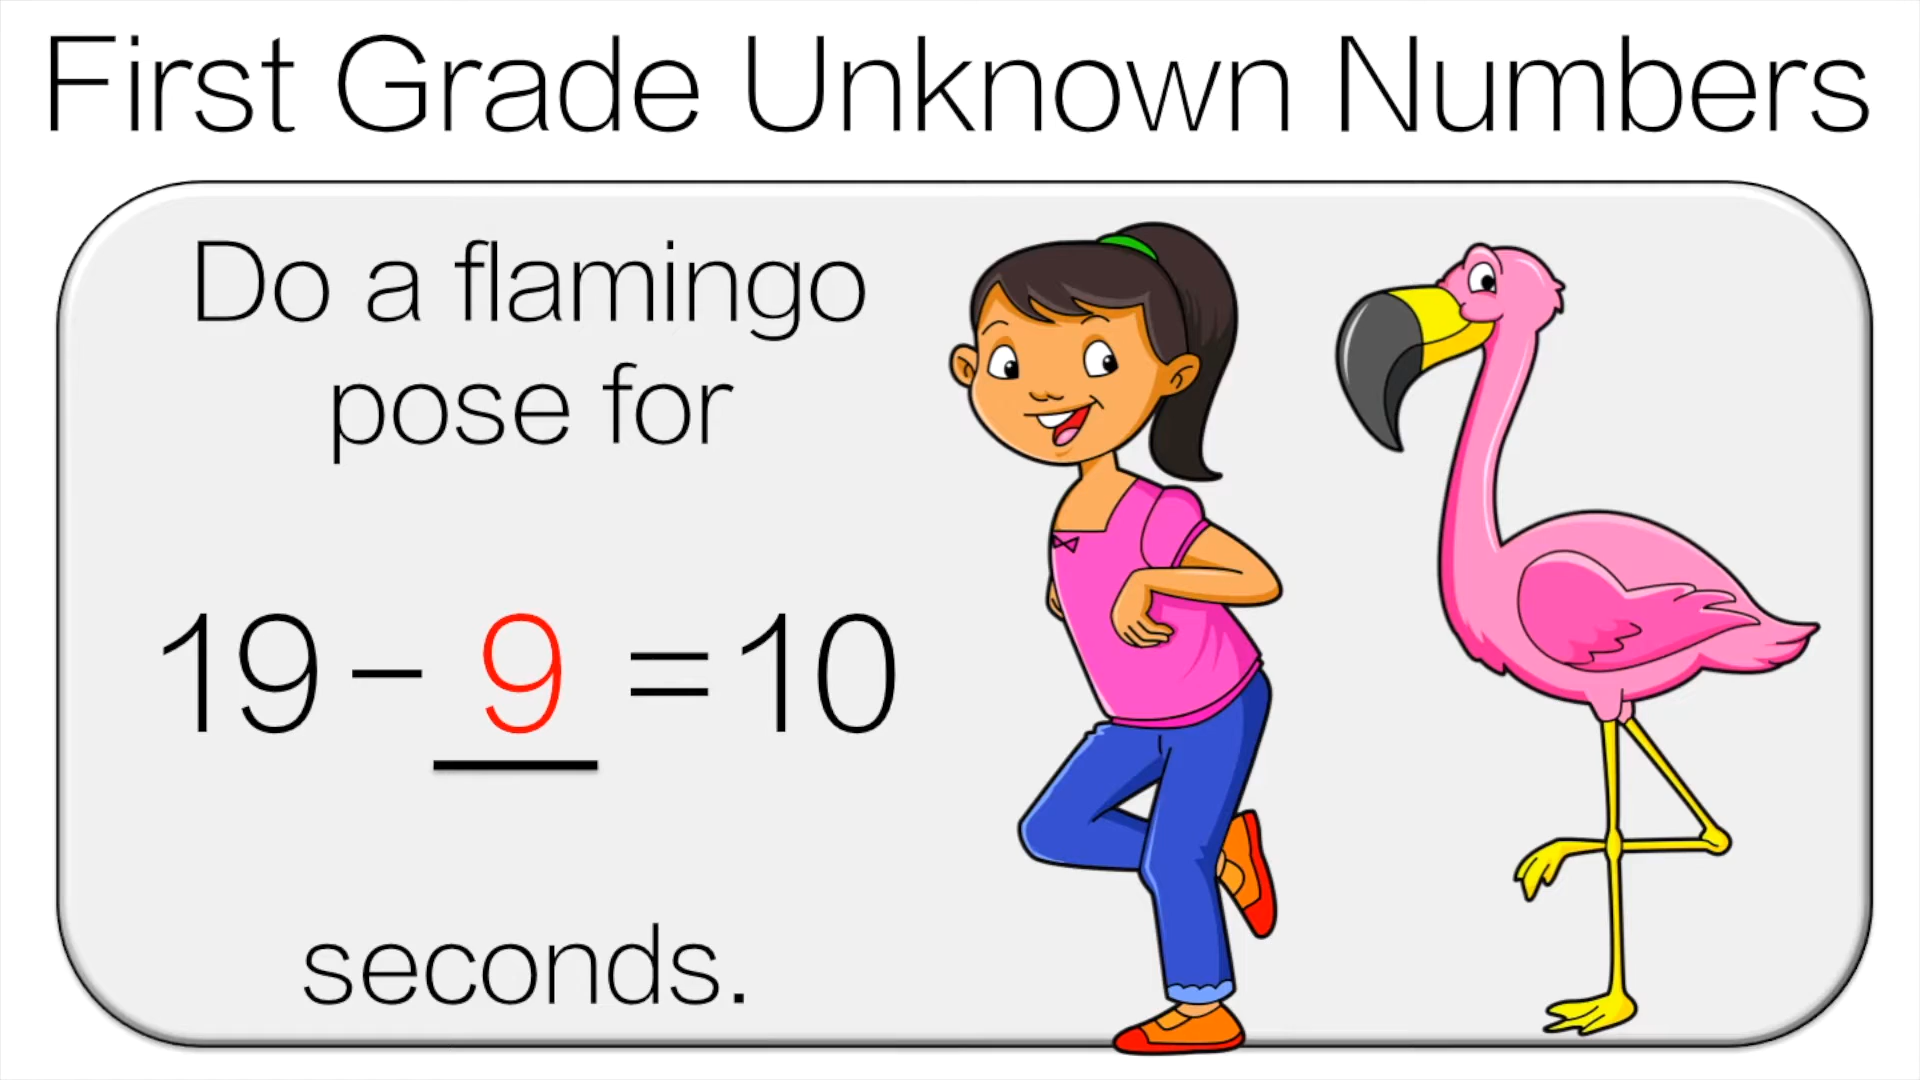 First Grade Unknown Numbers
Do a flamingo
pose for
19 – 9 = 10
seconds.